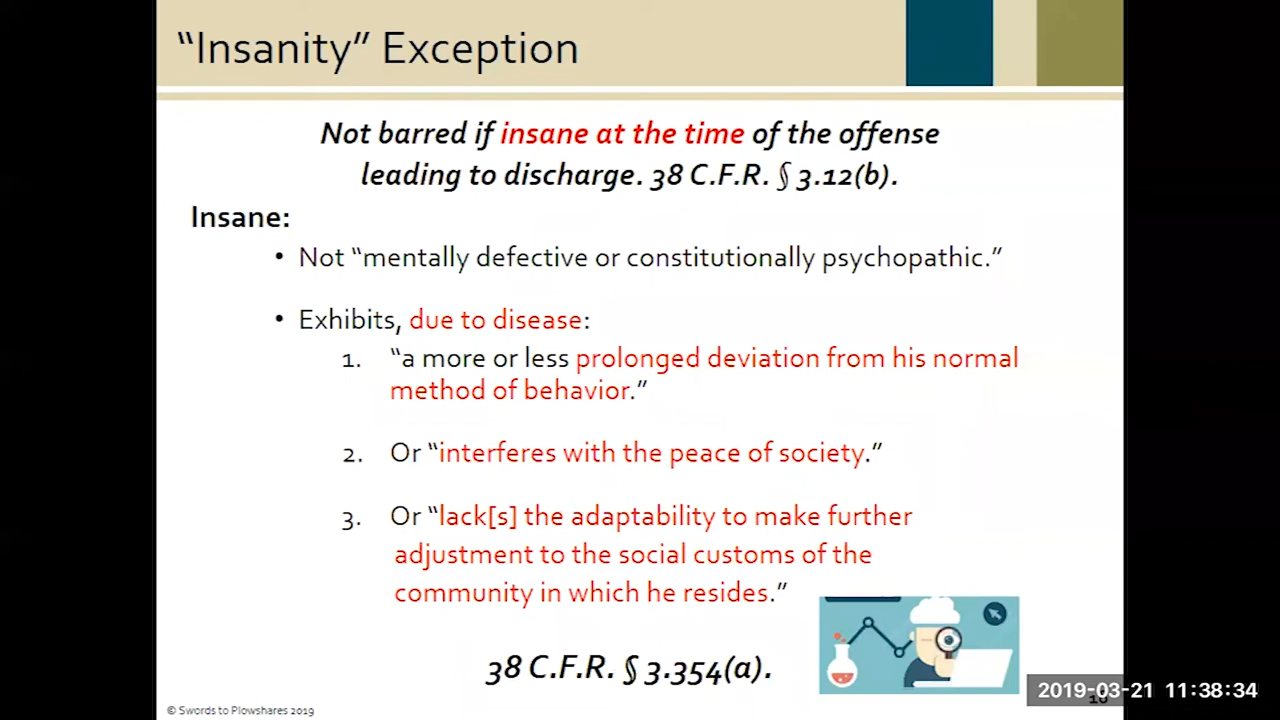 “Insanity” Exception
Not barred if insane at the time of the offense
leading to discharge. 38 C.F.R. § 3.12(b).
Insane:
• Not “mentally defective or constitutionally psychopathic.”
• Exhibits, due to disease:
1. “a more or less prolonged deviation from his normal
method of behavior.”
2. Or “interferes with the peace of society.”
3. Or “lack[s] the adaptability to make further
adjustment to the social customs of the
community in which he resides.”
38 C.F.R. § 3.354(a).
2019-03-21 11:38:34
© Swords to Plowshares 2019